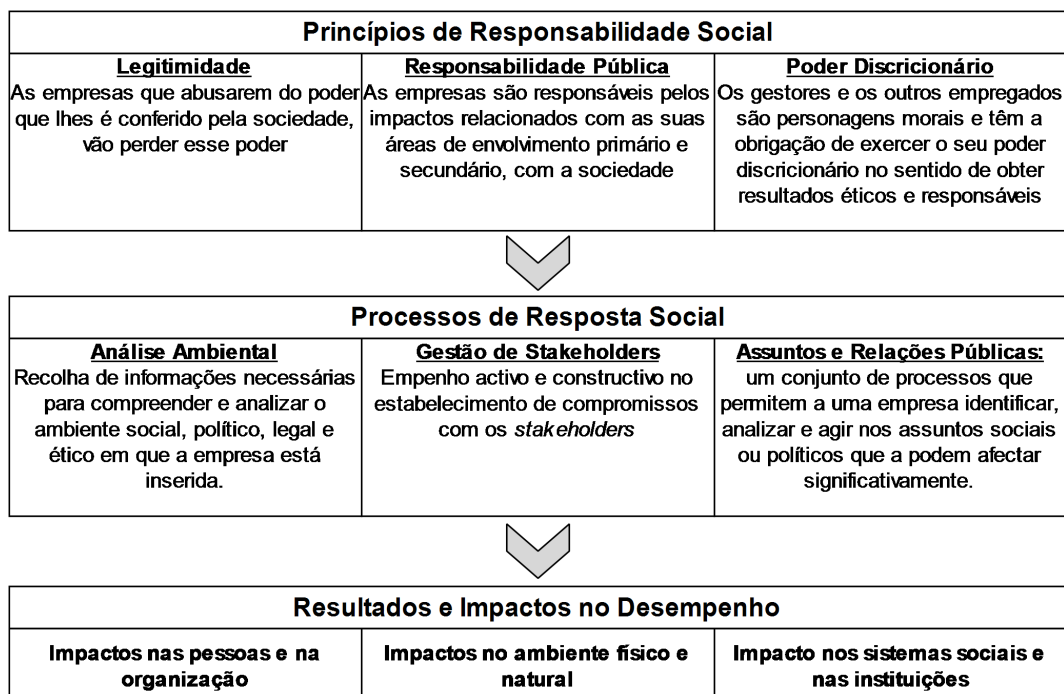 Princípios de Responsabilidade Social
Legitimidade
As empresas que abusarem do poder
que lhes é conferido pela sociedade,
vão perder esse poder
Responsabilidade Pública
As empresas são responsáveis pelos
impactos relacionados com as suas
áreas de envolvimento primário e
secundário, com a sociedade
Poder Discricionário
Os gestores e os outros empregados
são personagens morais e têm a
obrigação de exercer o seu poder
discricionário no sentido de obter
resultados éticos e responsáveis
Processos de Resposta Social
Análise Ambiental
Recolha de informações necessárias
para compreender e analizar o
ambiente social, político, legal e
ético em que a empresa está
inserida.
Gestão de Stakeholders
Empenho activo e constructivo no
estabelecimento de compromissos
com os stakeholders
Assuntos e Relações Públicas:
um conjunto de processos que
permitem a uma empresa identificar,
analizar e agir nos assuntos sociais
ou políticos que a podem afectar
significativamente.
Resultados e Impactos no Desempenho
Impactos nas pessoas e na
organização
Impactos no ambiente físico e
natural
Impacto nos sistemas sociais e
nas instituições